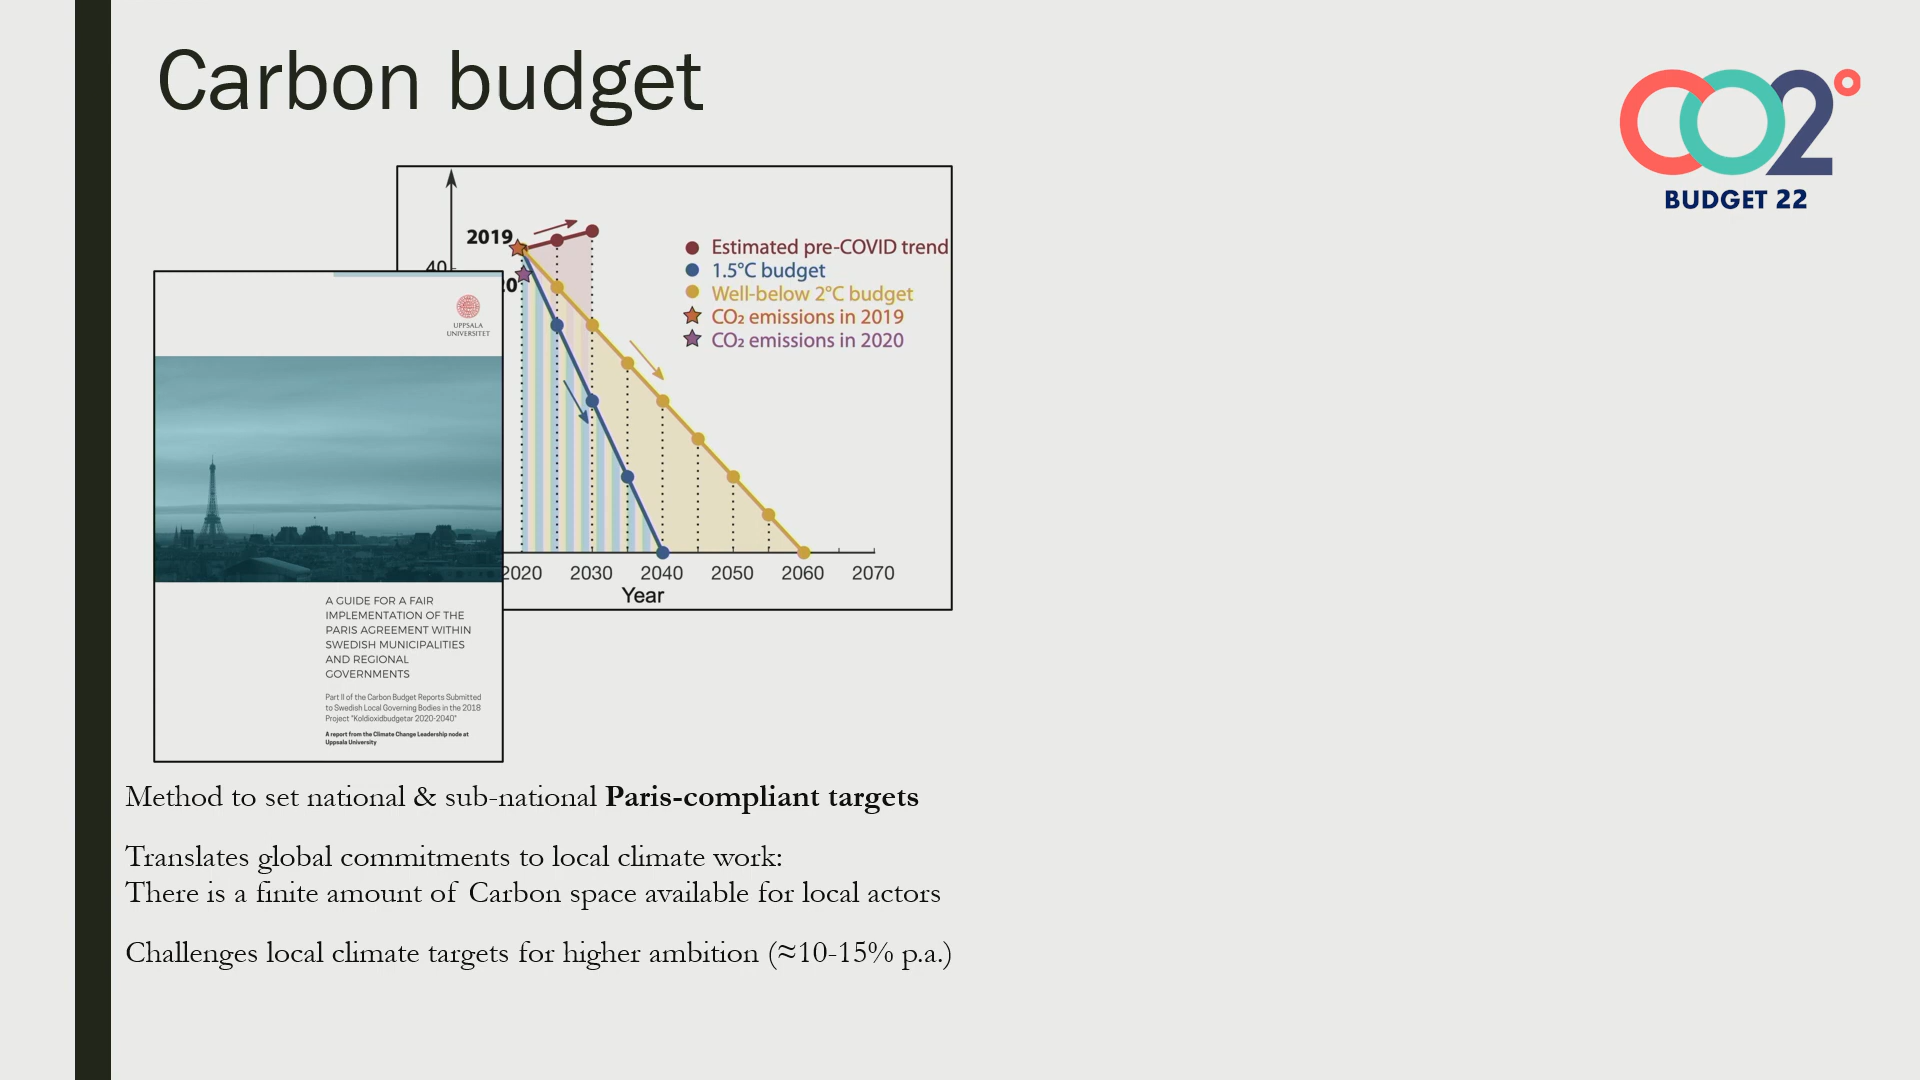 Carbon budget
CO2°
BUDGET 22
2019
40
20
Estimated pre-COVID trend
1.5°C budget
Well-below 2°C budget
CO₂ emissions in 2019
CO₂ emissions in 2020
2020 2030 2040 2050 2060 2070
Year
UPPSALA
UNIVERSITET
A GUIDE FOR A FAIR
IMPLEMENTATION OF THE
PARIS AGREEMENT WITHIN
SWEDISH MUNICIPALITIES
AND REGIONAL
GOVERNMENTS
Part II of the Carbon Budget Reports Submitted
to Swedish Local Governing Bodies in the 2018
Project "Koldioxidbudgetar 2020-2040"
A report from the Climate Change Leadership node at
Uppsala University
Method to set national & sub-national Paris-compliant targets
Translates global commitments to local climate work:
There is a finite amount of Carbon space available for local actors
Challenges local climate targets for higher ambition (≈10-15% p.a.)